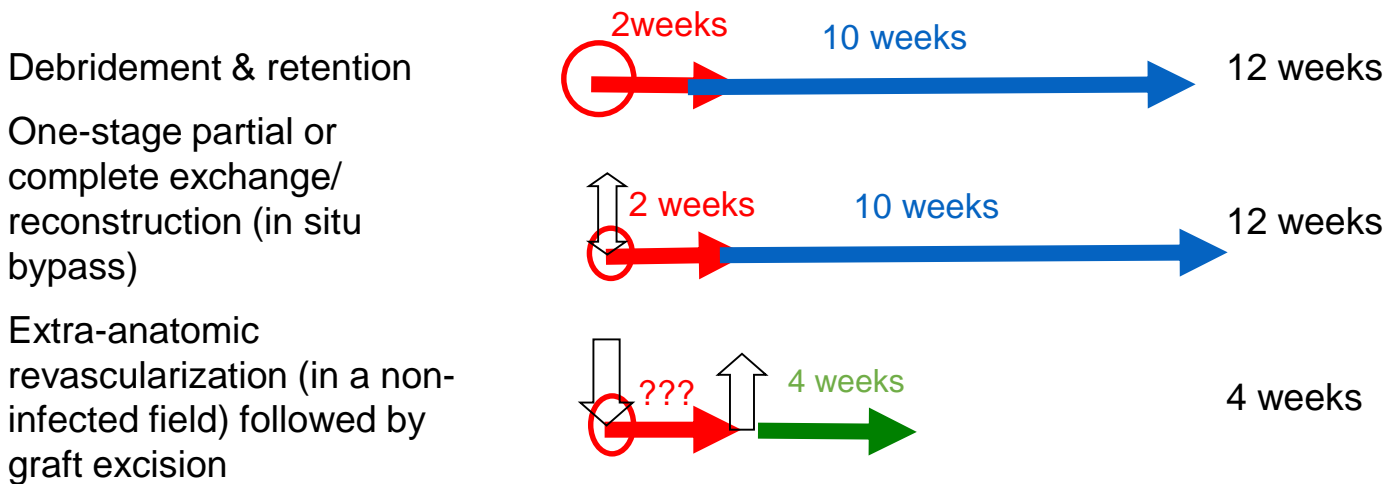 2weeks
10 weeks
Debridement & retention
12 weeks
One-stage partial or
complete exchange/
reconstruction (in situ
bypass)
2 weeks
10 weeks
12 weeks
Extra-anatomic
revascularization (in a non-
infected field) followed by
graft excision
???
4 weeks
4 weeks